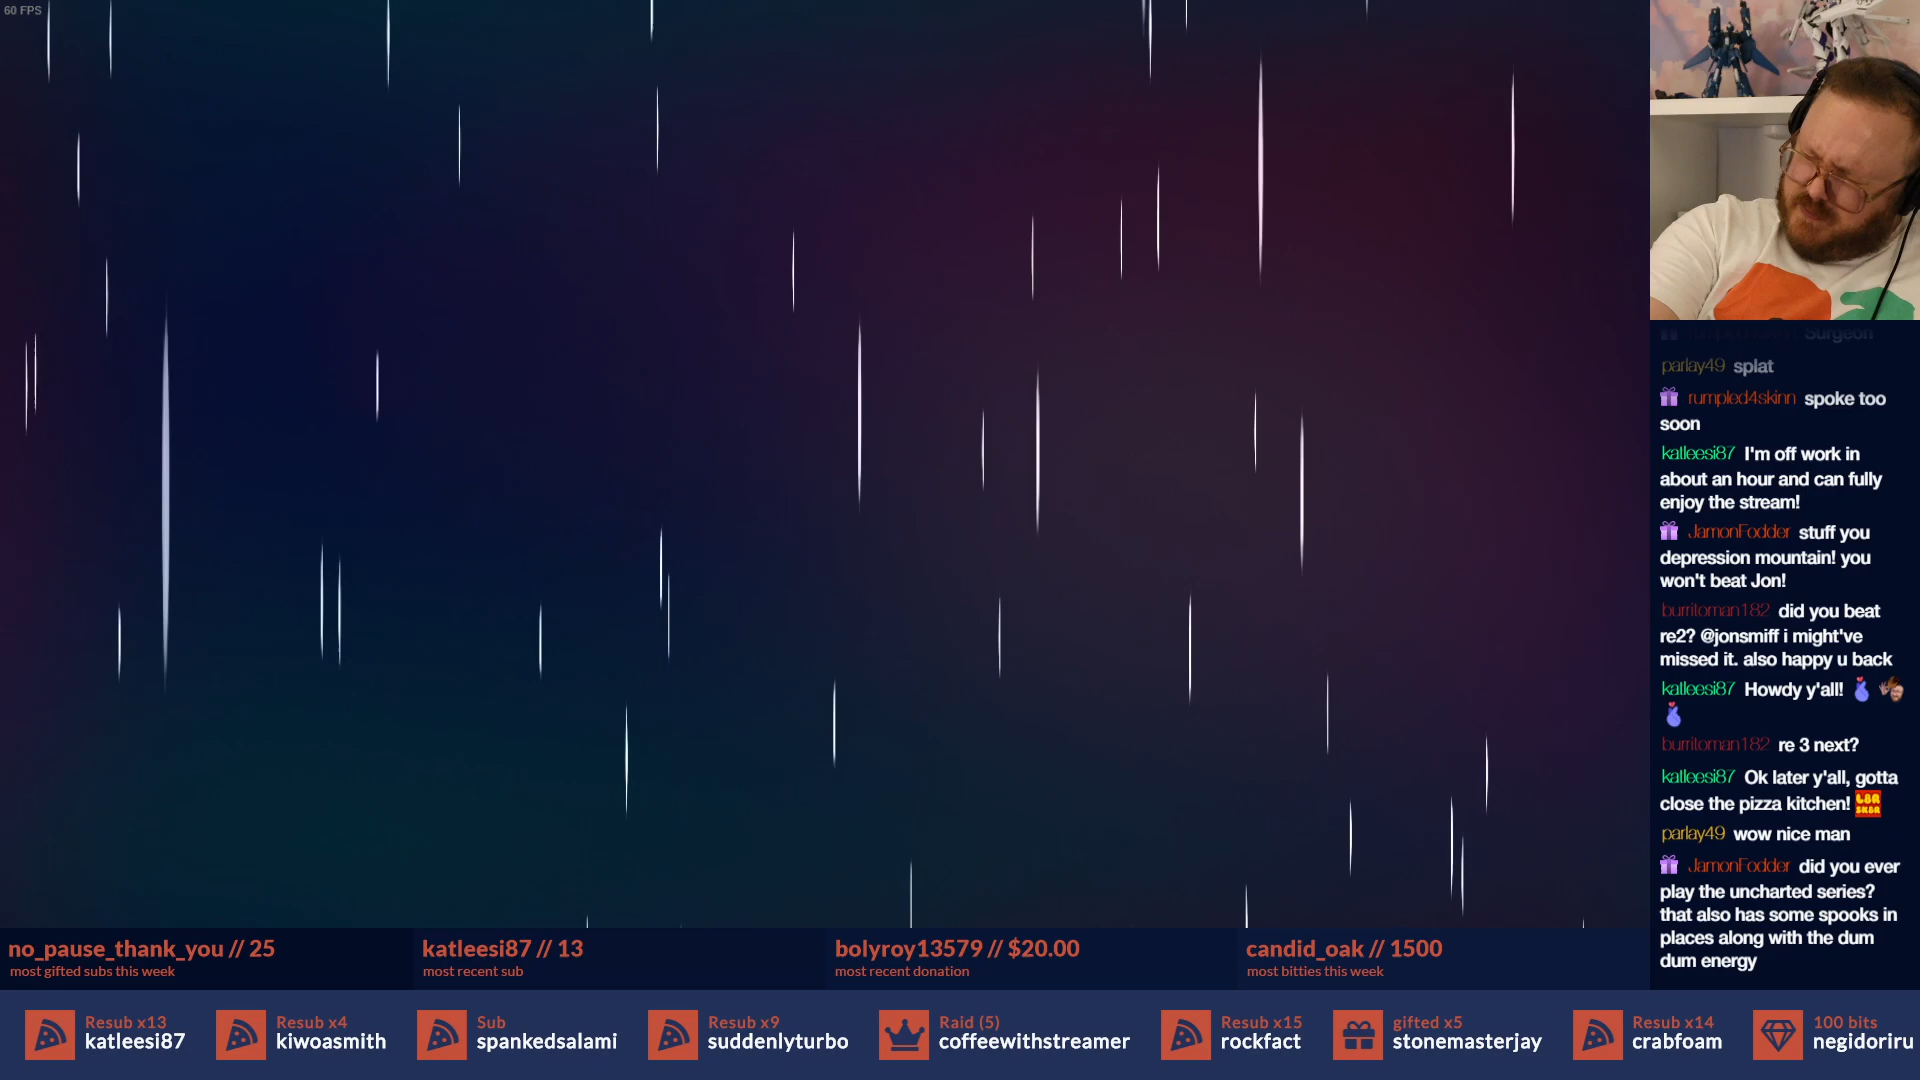 60 FPS
Surgeon
parlay49 splat
rumpled4skinn spoke too
soon
katleesi87 I'm off work in
about an hour and can fully
enjoy the stream!
JamonFodder stuff you
depression mountain! you
won't beat Jon!
burritoman182 did you beat
re2? @jonsmiff i might've
missed it. also happy u back
katleesi87 Howdy y'all!
burritoman182 re 3 next?
katleesi87 Ok later y'all, gotta
close the pizza kitchen! L8R SK8R
parlay49 wow nice man
JamonFodder did you ever
play the uncharted series?
that also has some spooks in
places along with the dum
dum energy
no_pause_thank_you // 25
most gifted subs this week
katleesi87 // 13
most recent sub
bolyroy13579 // $20.00
most recent donation
candid_oak // 1500
most bitties this week
Resub x13
katleesi87
Resub x4
kiwoasmith
Sub
spankedsalami
Resub x9
suddenlyturbo
Raid (5)
coffeewithstreamer
Resub x15
rockfact
gifted x5
stonemasterjay
Resub x14
crabfoam
100 bits
negidoriru